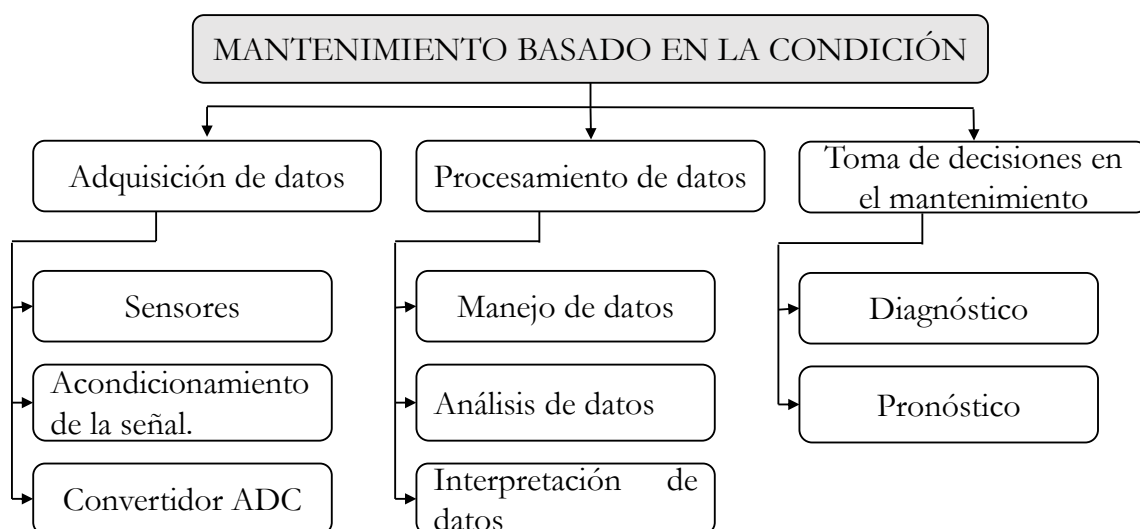 MANTENIMIENTO BASADO EN LA CONDICIÓN
Adquisición de datos
Sensores
Acondicionamiento
de la señal.
Convertidor ADC
Procesamiento de datos
Manejo de datos
Análisis de datos
Interpretación de
datos
Toma de decisiones en
el mantenimiento
Diagnóstico
Pronóstico